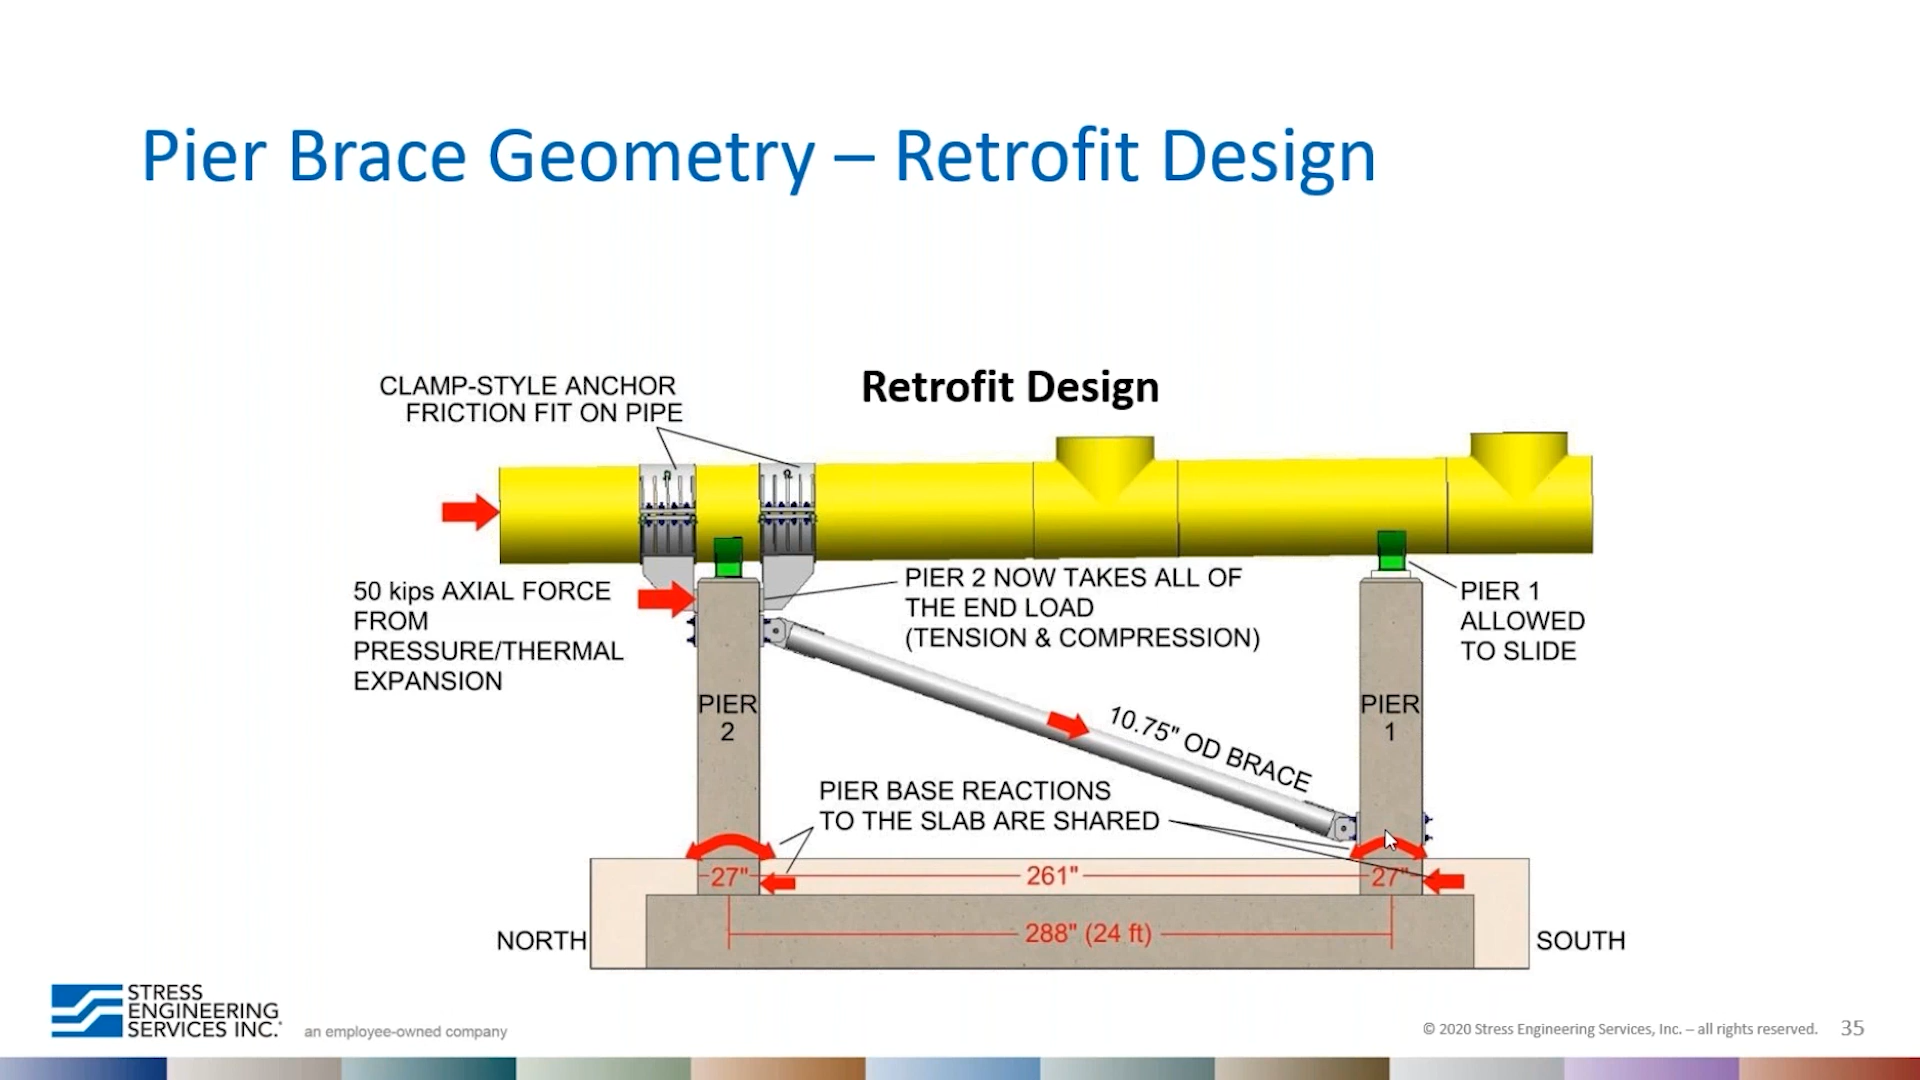 Pier Brace Geometry – Retrofit Design
Retrofit Design
CLAMP-STYLE ANCHOR
FRICTION FIT ON PIPE
50 kips AXIAL FORCE
FROM
PRESSURE/THERMAL
EXPANSION
PIER 2 NOW TAKES ALL OF
THE END LOAD
(TENSION & COMPRESSION)
PIER 1
ALLOWED
TO SLIDE
PIER
2
10.75" OD BRACE
PIER
1
PIER BASE REACTIONS
TO THE SLAB ARE SHARED
27"
261"
27"
288" (24 ft)
NORTH
SOUTH
STRESS
ENGINEERING
SERVICES INC.
an employee-owned company
© 2020 Stress Engineering Services, Inc. – all rights reserved.
35